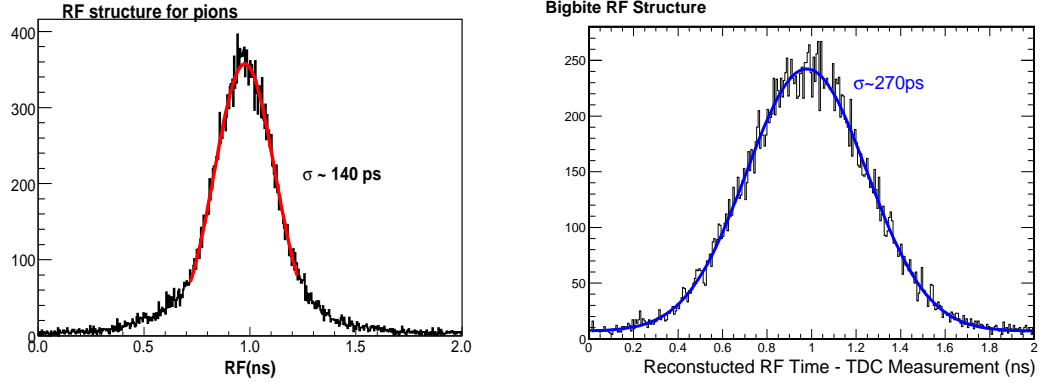 RF structure for pions
400
300
200
100
0
σ ~ 140 ps
0.0 0.5 1.0 1.5 2.0
RF(ns)
Bigbite RF Structure
250
200
150
100
50
0
σ~270ps
0 0.2 0.4 0.6 0.8 1 1.2 1.4 1.6 1.8 2
Reconstucted RF Time - TDC Measurement (ns)